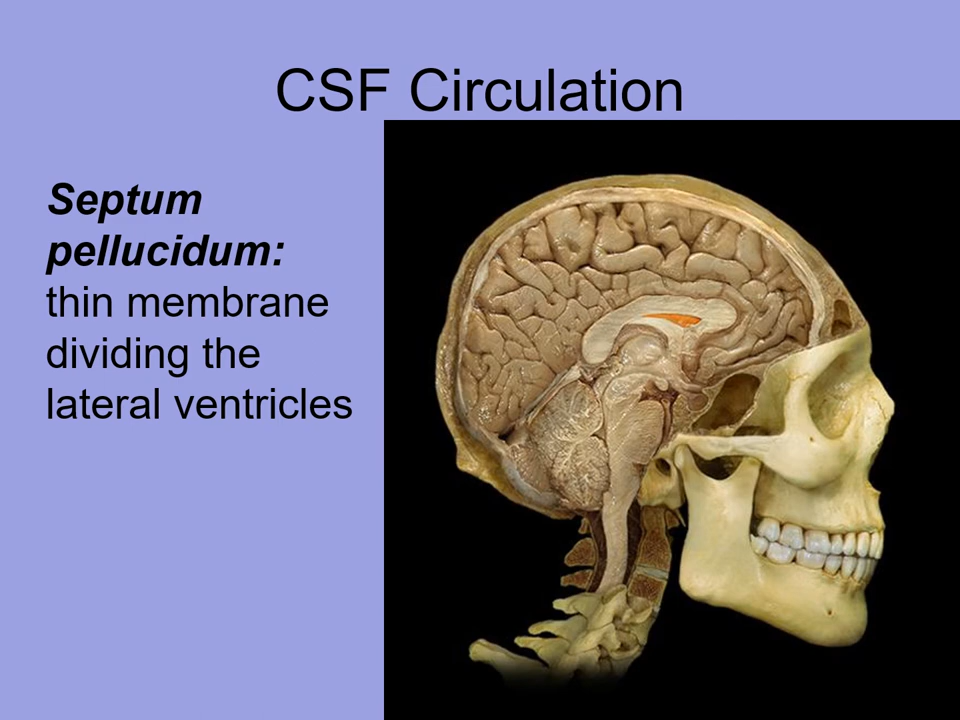 CSF Circulation
Septum
pellucidum:
thin membrane
dividing the
lateral ventricles